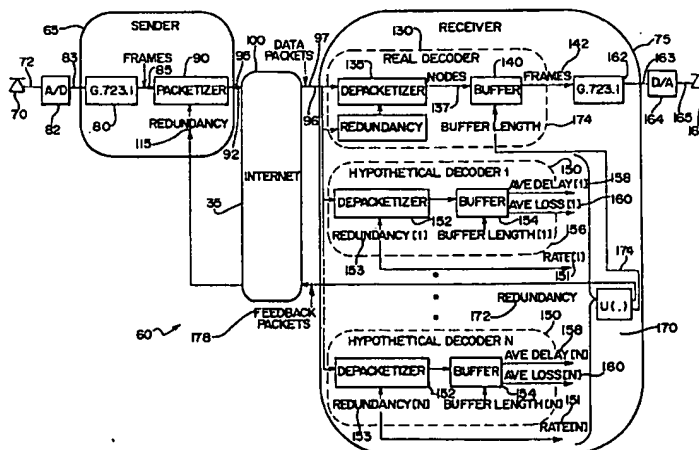 SENDER
RECEIVER
65
100
DATA PACKETS
97
130
REAL DECODER
142
75
72
83
FRAMES
85
90
95
135
NODES
140
FRAMES
162
163
A/D
G.723.1
PACKETIZER
DEPACKETIZER
BUFFER
G.723.1
D/A
70
82
80
REDUNDANCY
115
92
96
137
REDUNDANCY
BUFFER LENGTH
174
164
165
INTERNET
35
HYPOTHETICAL DECODER 1
150
AVE DELAY[1]
158
DEPACKETIZER
BUFFER
AVE LOSS[1]
160
152
154
REDUNDANCY[1]
BUFFER LENGTH[1]
156
153
RATE[1]
151
174
REDUNDANCY
172
U(.)
170
FEEDBACK PACKETS
178
60
HYPOTHETICAL DECODER N
150
158
AVE DELAY[N]
DEPACKETIZER
BUFFER
AVE LOSS[N]
160
152
154
REDUNDANCY[N]
BUFFER LENGTH[N]
151
153
RATE[N]